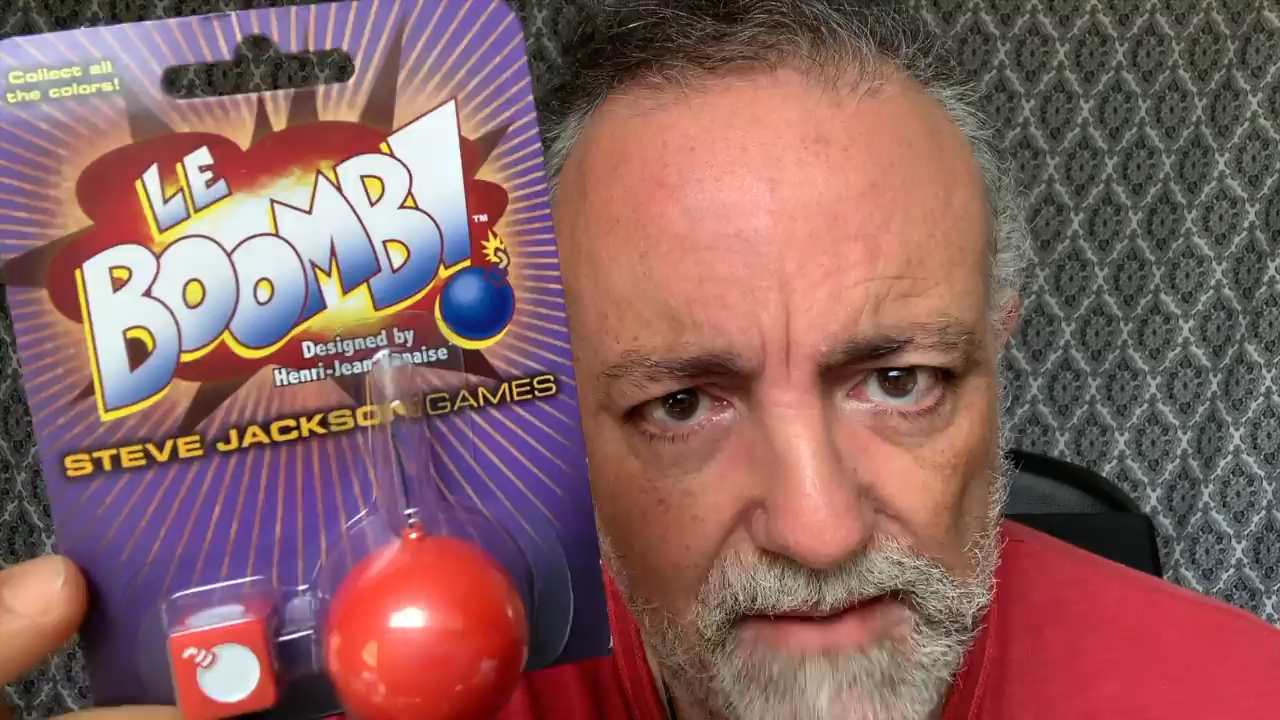 Collect all
the colors!
LE
BOOMB!™
Designed by
Henri-Jean
STEVE JACKSON GAMES